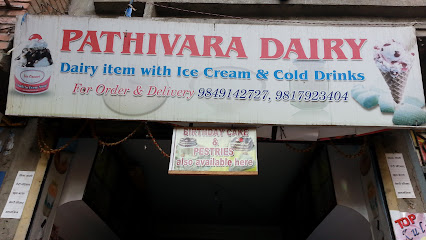 PATHIVARA DAIRY
Dairy item with Ice Cream & Cold Drinks
For Order & Delivery 9849142727, 9817923404
BIRTHDAY CAKE
&
PESTRIES
also available here
TOP